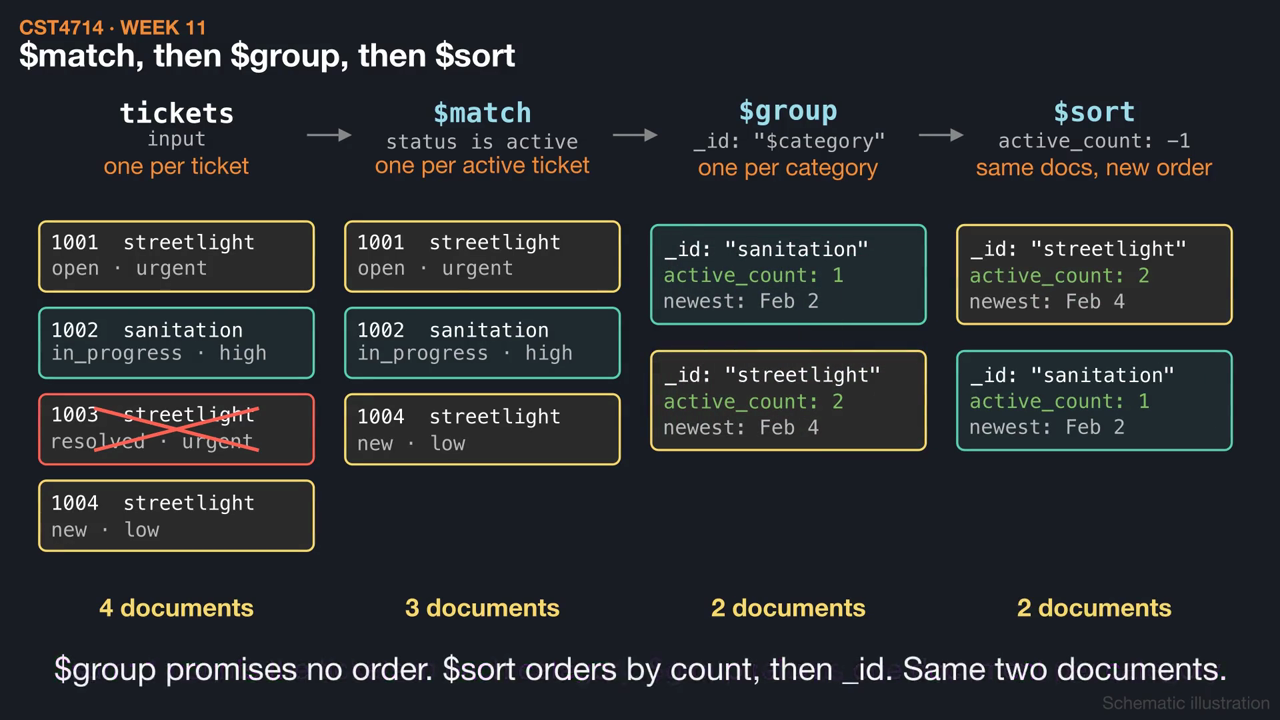 CST4714 · WEEK 11
$match, then $group, then $sort
tickets
input
one per ticket
$match
status is active
one per active ticket
$group
_id: "$category"
one per category
$sort
active_count: −1
same docs, new order
1001 streetlight
open · urgent
1002 sanitation
in_progress · high
1003 streetlight
resolved · urgent
1004 streetlight
new · low
4 documents
1001 streetlight
open · urgent
1002 sanitation
in_progress · high
1004 streetlight
new · low
3 documents
_id: "sanitation"
active_count: 1
newest: Feb 2
_id: "streetlight"
active_count: 2
newest: Feb 4
2 documents
_id: "streetlight"
active_count: 2
newest: Feb 4
_id: "sanitation"
active_count: 1
newest: Feb 2
2 documents
$group promises no order. $sort orders by count, then _id. Same two documents.
Schematic illustration